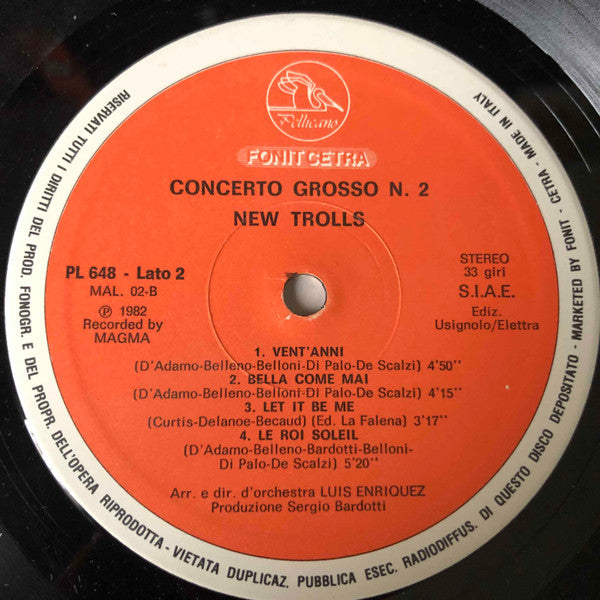 Pellicano
FONIT CETRA
CONCERTO GROSSO N. 2
NEW TROLLS
PL 648 - Lato 2
MAL. 02-B
Ⓟ 1982
Recorded by
MAGMA
STEREO
33 giri
S.I.A.E.
Ediz.
Usignolo/Elettra
1. VENT'ANNI
(D'Adamo-Belleno-Belloni-Di Palo-De Scalzi) 4'50''
2. BELLA COME MAI
(D'Adamo-Belleno-Belloni-Di Palo-De Scalzi) 4'15''
3. LET IT BE ME
(Curtis-Delanoe-Becaud) (Ed. La Falena) 3'17''
4. LE ROI SOLEIL
(D'Adamo-Belleno-Bardotti-Belloni-
Di Palo-De Scalzi) 5'20''
Arr. e dir. d'orchestra LUIS ENRIQUEZ
Produzione Sergio Bardotti
RISERVATI TUTTI I DIRITTI DEL PROD. FONOGR. E DEL PROPR. DELL'OPERA RIPRODOTTA - VIETATA DUPLICAZ. PUBBLICA ESEC. RADIODIFFUS. DI QUESTO DISCO DEPOSITATO - MARKETED BY FONIT - CETRA - MADE IN ITALY